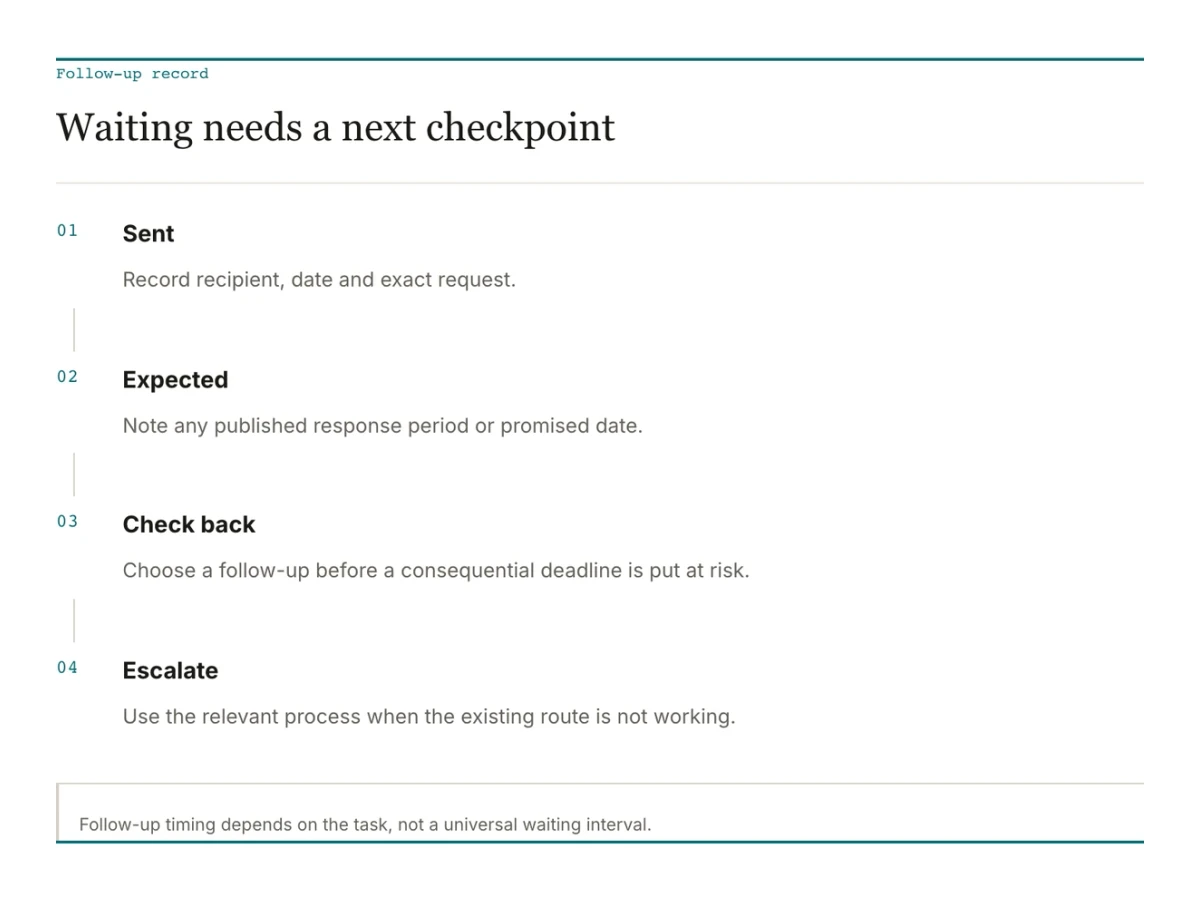 Follow-up record
Waiting needs a next checkpoint
01
Sent
Record recipient, date and exact request.
02
Expected
Note any published response period or promised date.
03
Check back
Choose a follow-up before a consequential deadline is put at risk.
04
Escalate
Use the relevant process when the existing route is not working.
Follow-up timing depends on the task, not a universal waiting interval.